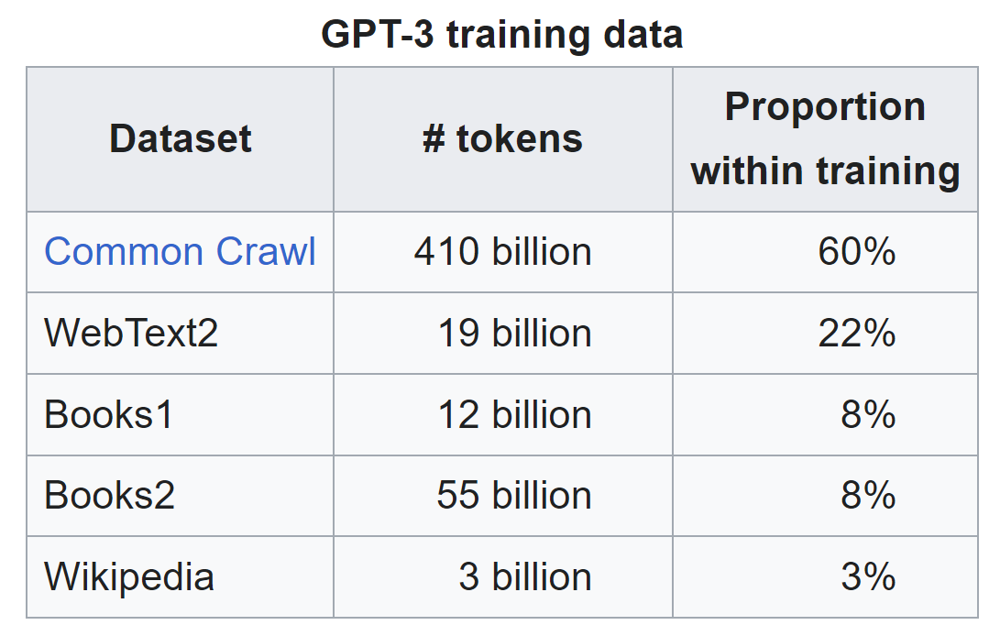 GPT-3 training data
Dataset # tokens Proportion
within training
Common Crawl 410 billion 60%
WebText2 19 billion 22%
Books1 12 billion 8%
Books2 55 billion 8%
Wikipedia 3 billion 3%